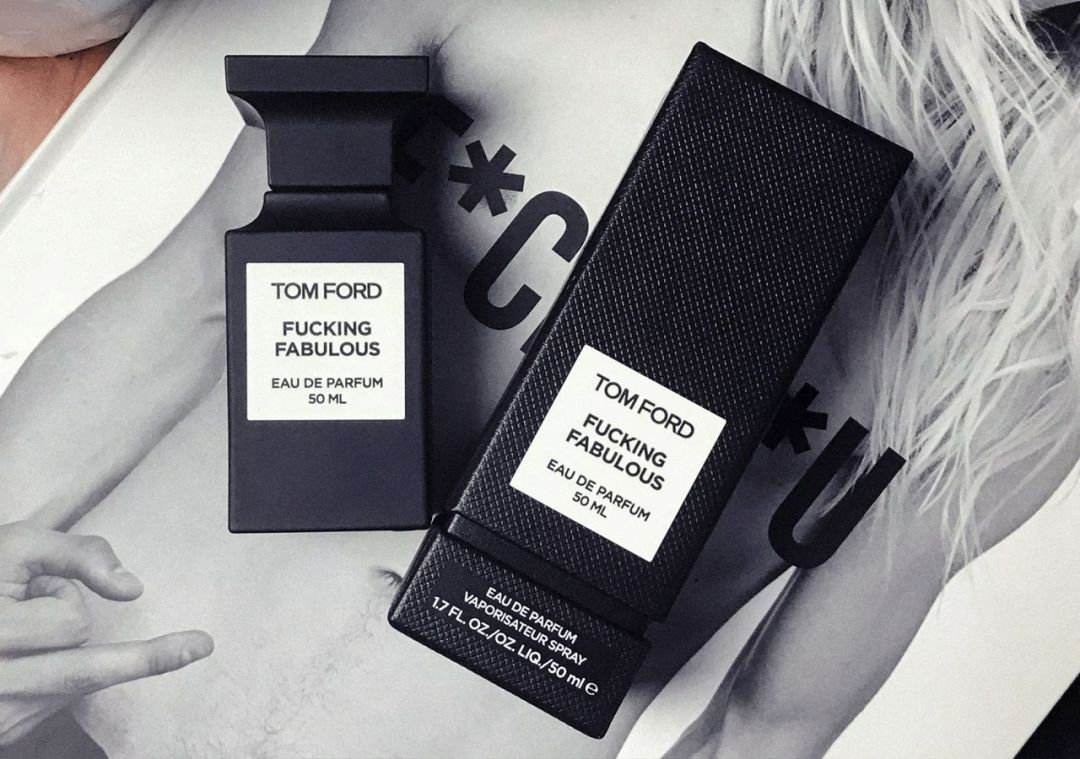 TOM FORD
FUCKING
FABULOUS
EAU DE PARFUM
50 ML
TOM FORD
FUCKING
FABULOUS
EAU DE PARFUM
50 ML
EAU DE PARFUM
VAPORISATEUR SPRAY
1.7 FL. OZ./OZ. LIQ./50 ml ℮
*C
*U